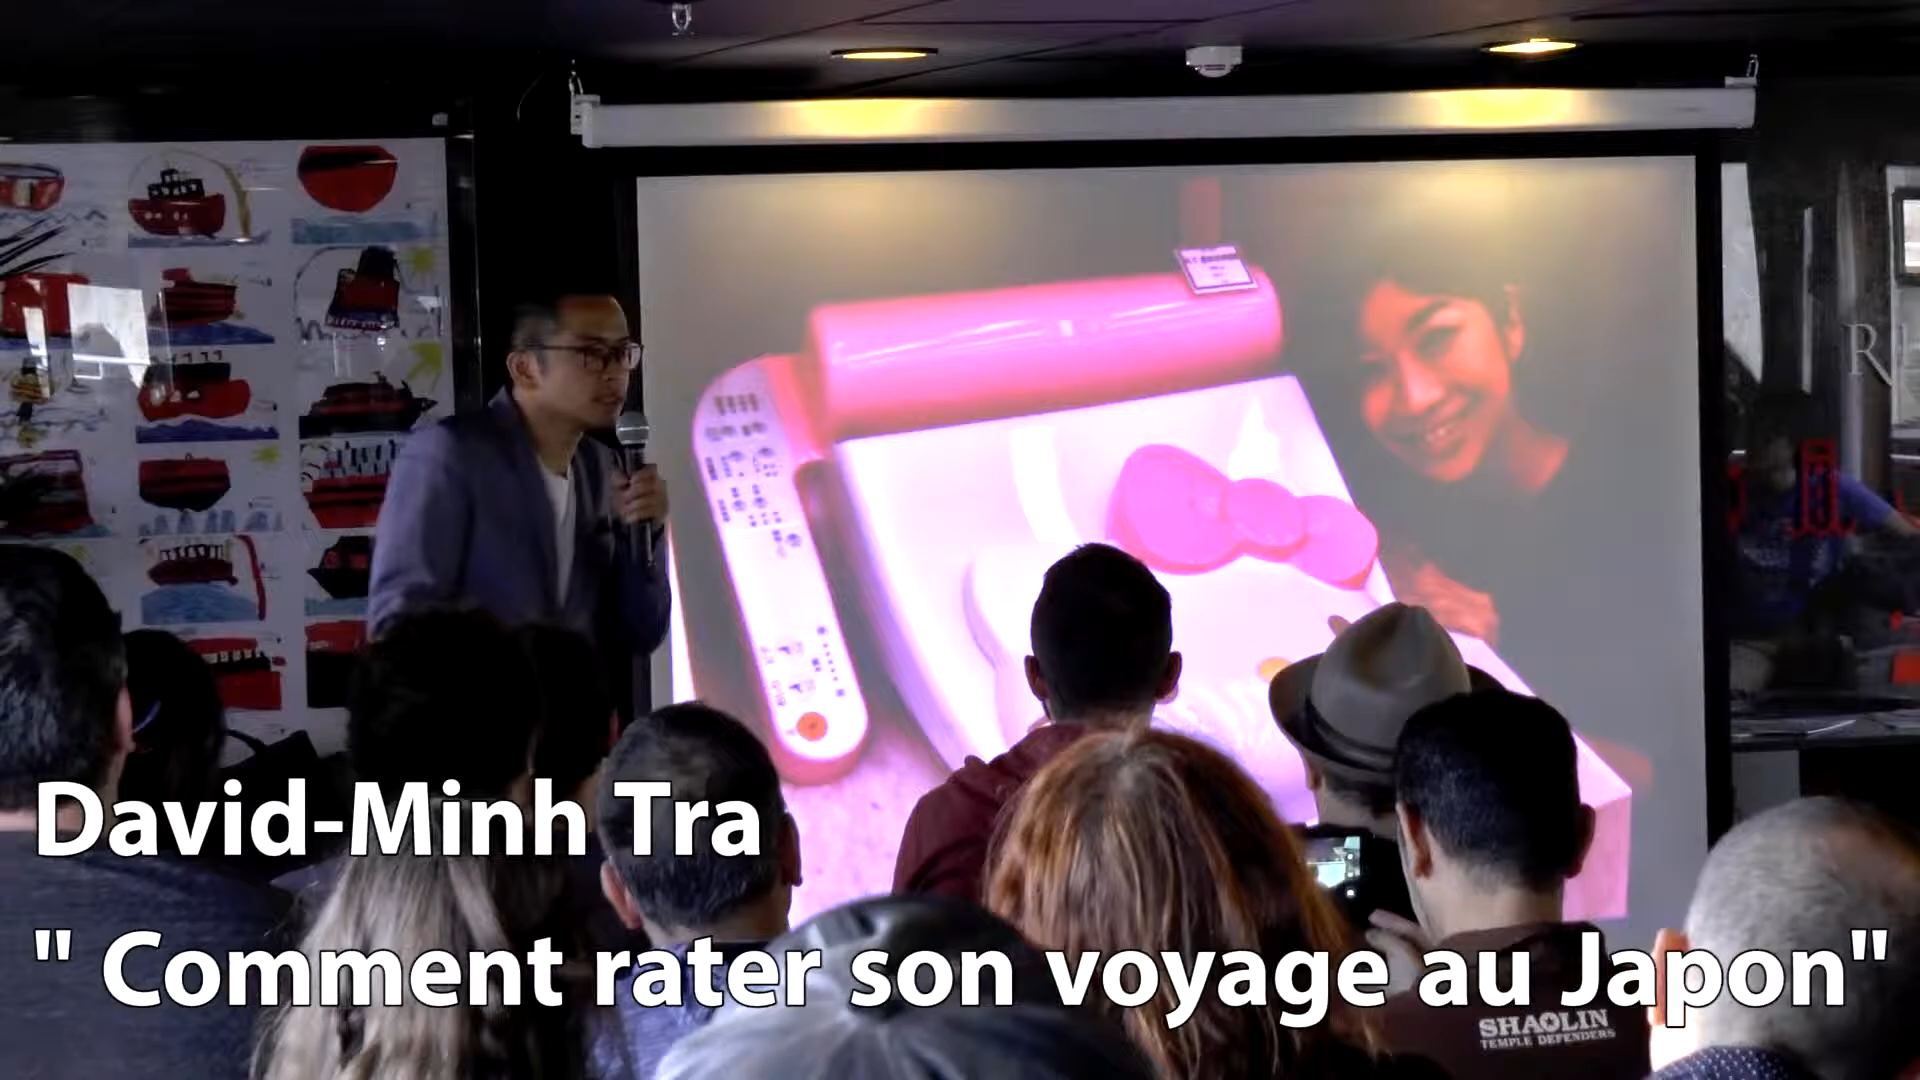 R
David-Minh Tra
" Comment rater son voyage au Japon"
SHAOLIN
TEMPLE DEFENDERS